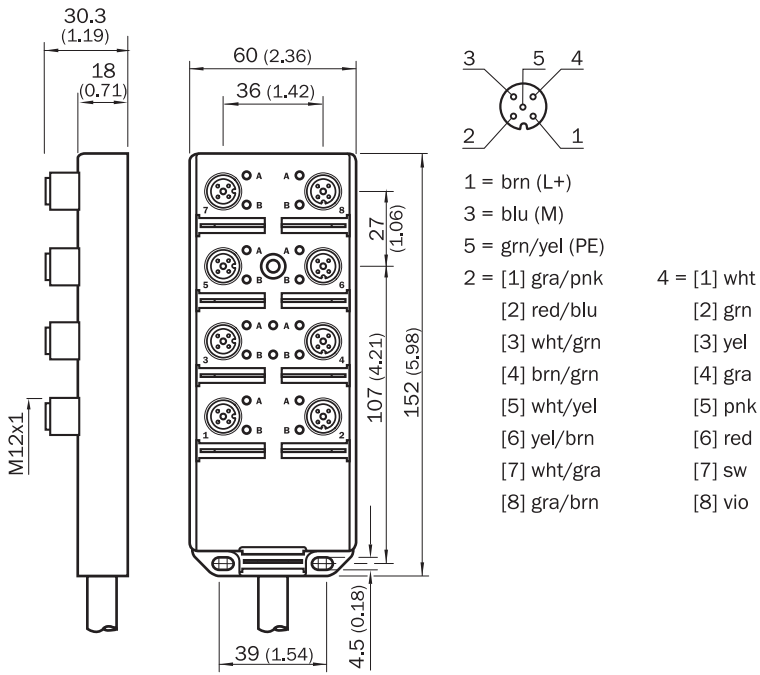 30.3
(1.19)
18
(0.71)
60 (2.36)
36 (1.42)
3 5 4
2 1
1 = brn (L+)
3 = blu (M)
5 = grn/yel (PE)
2 = [1] gra/pnk 4 = [1] wht
[2] red/blu [2] grn
[3] wht/grn [3] yel
[4] brn/grn [4] gra
[5] wht/yel [5] pnk
[6] yel/brn [6] red
[7] wht/gra [7] sw
[8] gra/brn [8] vio
A A
7 B B 8
A A
5 B B 6
A A
3 B B 4
A A
1 B B 2
27
(1.06)
107 (4.21)
152 (5.98)
M12x1
4.5 (0.18)
39 (1.54)